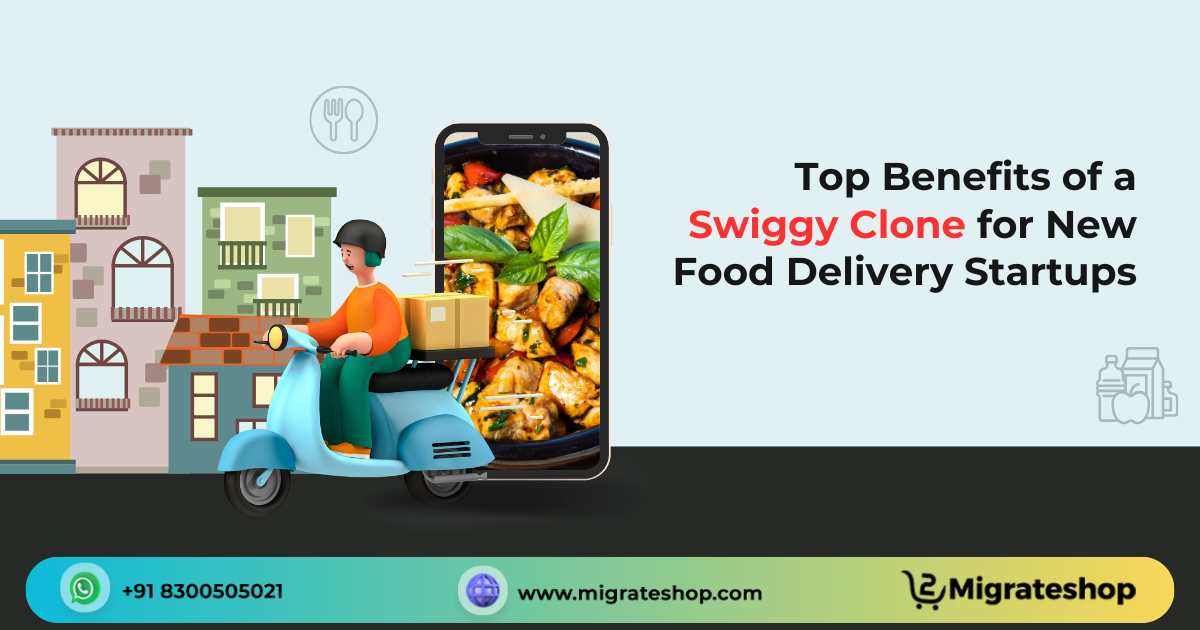 Top Benefits of a
Swiggy Clone for New
Food Delivery Startups
+91 8300505021
www.migrateshop.com
Migrateshop